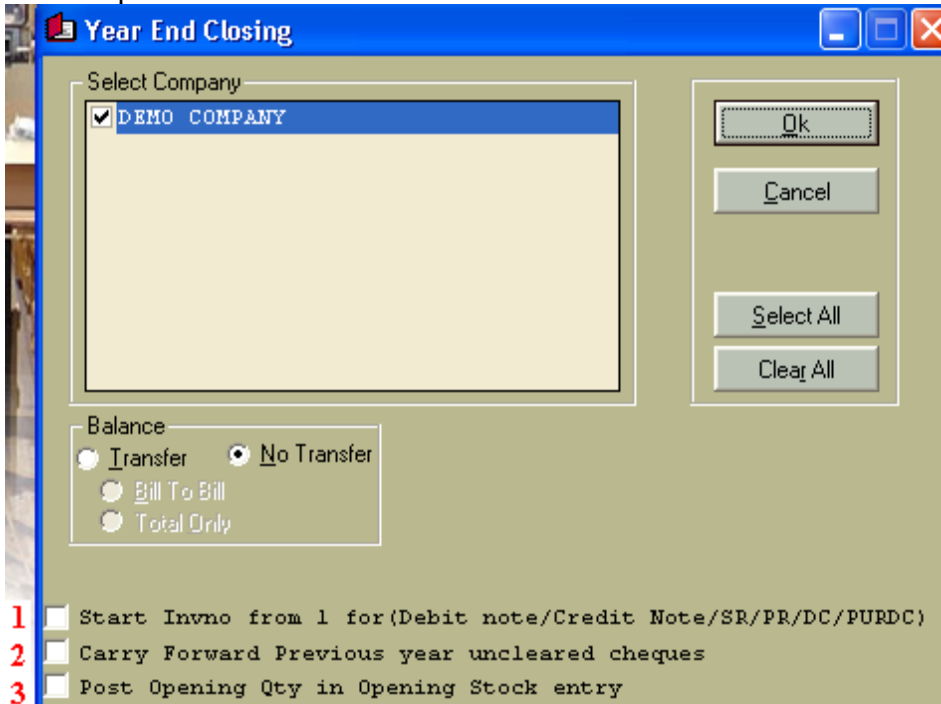 Year End Closing
Select Company
DEMO COMPANY
Ok
Cancel
Select All
Clear All
Balance
Transfer No Transfer
Bill To Bill
Total Only
1 Start Invno from 1 for(Debit note/Credit Note/SR/PR/DC/PURDC)
2 Carry Forward Previous year uncleared cheques
3 Post Opening Qty in Opening Stock entry